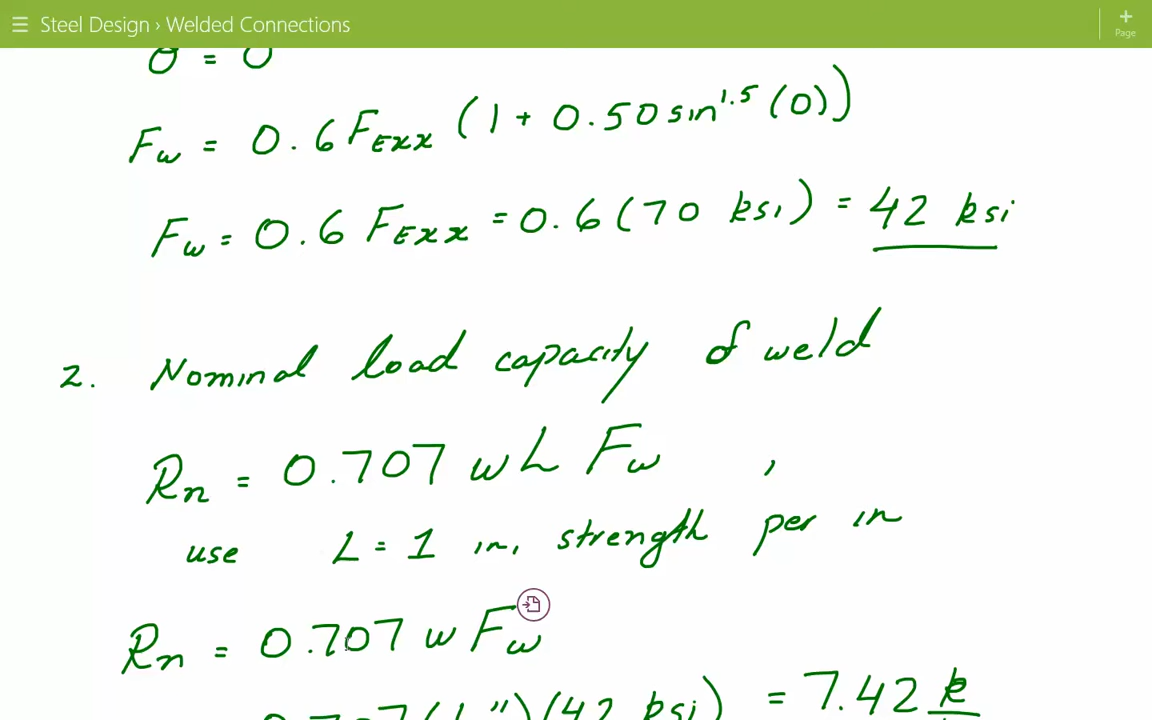 Steel Design › Welded Connections
Page
θ = 0
Fw = 0.6 FExx (1 + 0.50 sin^1.5 (0))
Fw = 0.6 FExx = 0.6 (70 ksi) = 42 ksi
2. Nominal load capacity of weld
Rn = 0.707 w L Fw ,
use L = 1 in, strength per in
Rn = 0.707 w Fw
(42 ksi) = 7.42 k